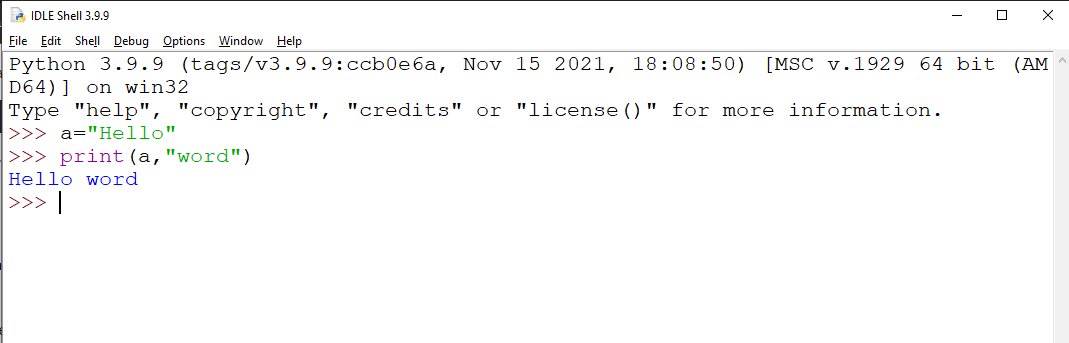 IDLE Shell 3.9.9
File Edit Shell Debug Options Window Help
Python 3.9.9 (tags/v3.9.9:ccb0e6a, Nov 15 2021, 18:08:50) [MSC v.1929 64 bit (AM
D64)] on win32
Type "help", "copyright", "credits" or "license()" for more information.
>>> a="Hello"
>>> print(a,"word")
Hello word
>>>